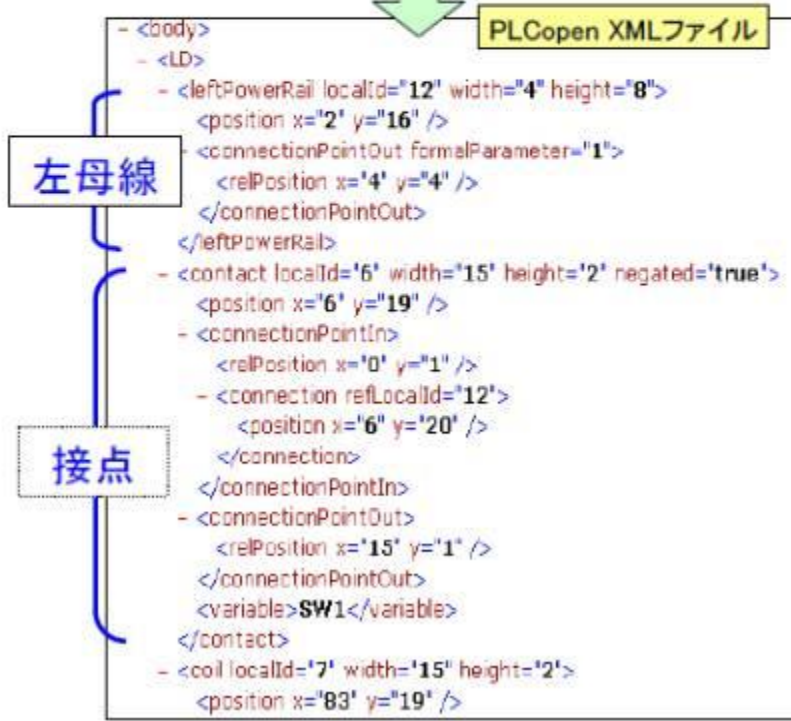 PLCopen XMLファイル
- <body>
- <LD>
- <leftPowerRail localId="12" width="4" height="8">
<position x="2" y="16" />
- <connectionPointOut formalParameter="1">
<relPosition x="4" y="4" />
</connectionPointOut>
</leftPowerRail>
左母線
- <contact localId="6" width="15" height="2" negated="true">
<position x="6" y="19" />
- <connectionPointIn>
<relPosition x="0" y="1" />
- <connection refLocalId="12">
<position x="6" y="20" />
</connection>
</connectionPointIn>
- <connectionPointOut>
<relPosition x="15" y="1" />
</connectionPointOut>
<variable>SW1</variable>
</contact>
接点
- <coil localId="7" width="15" height="2">
<position x="83" y="19" />